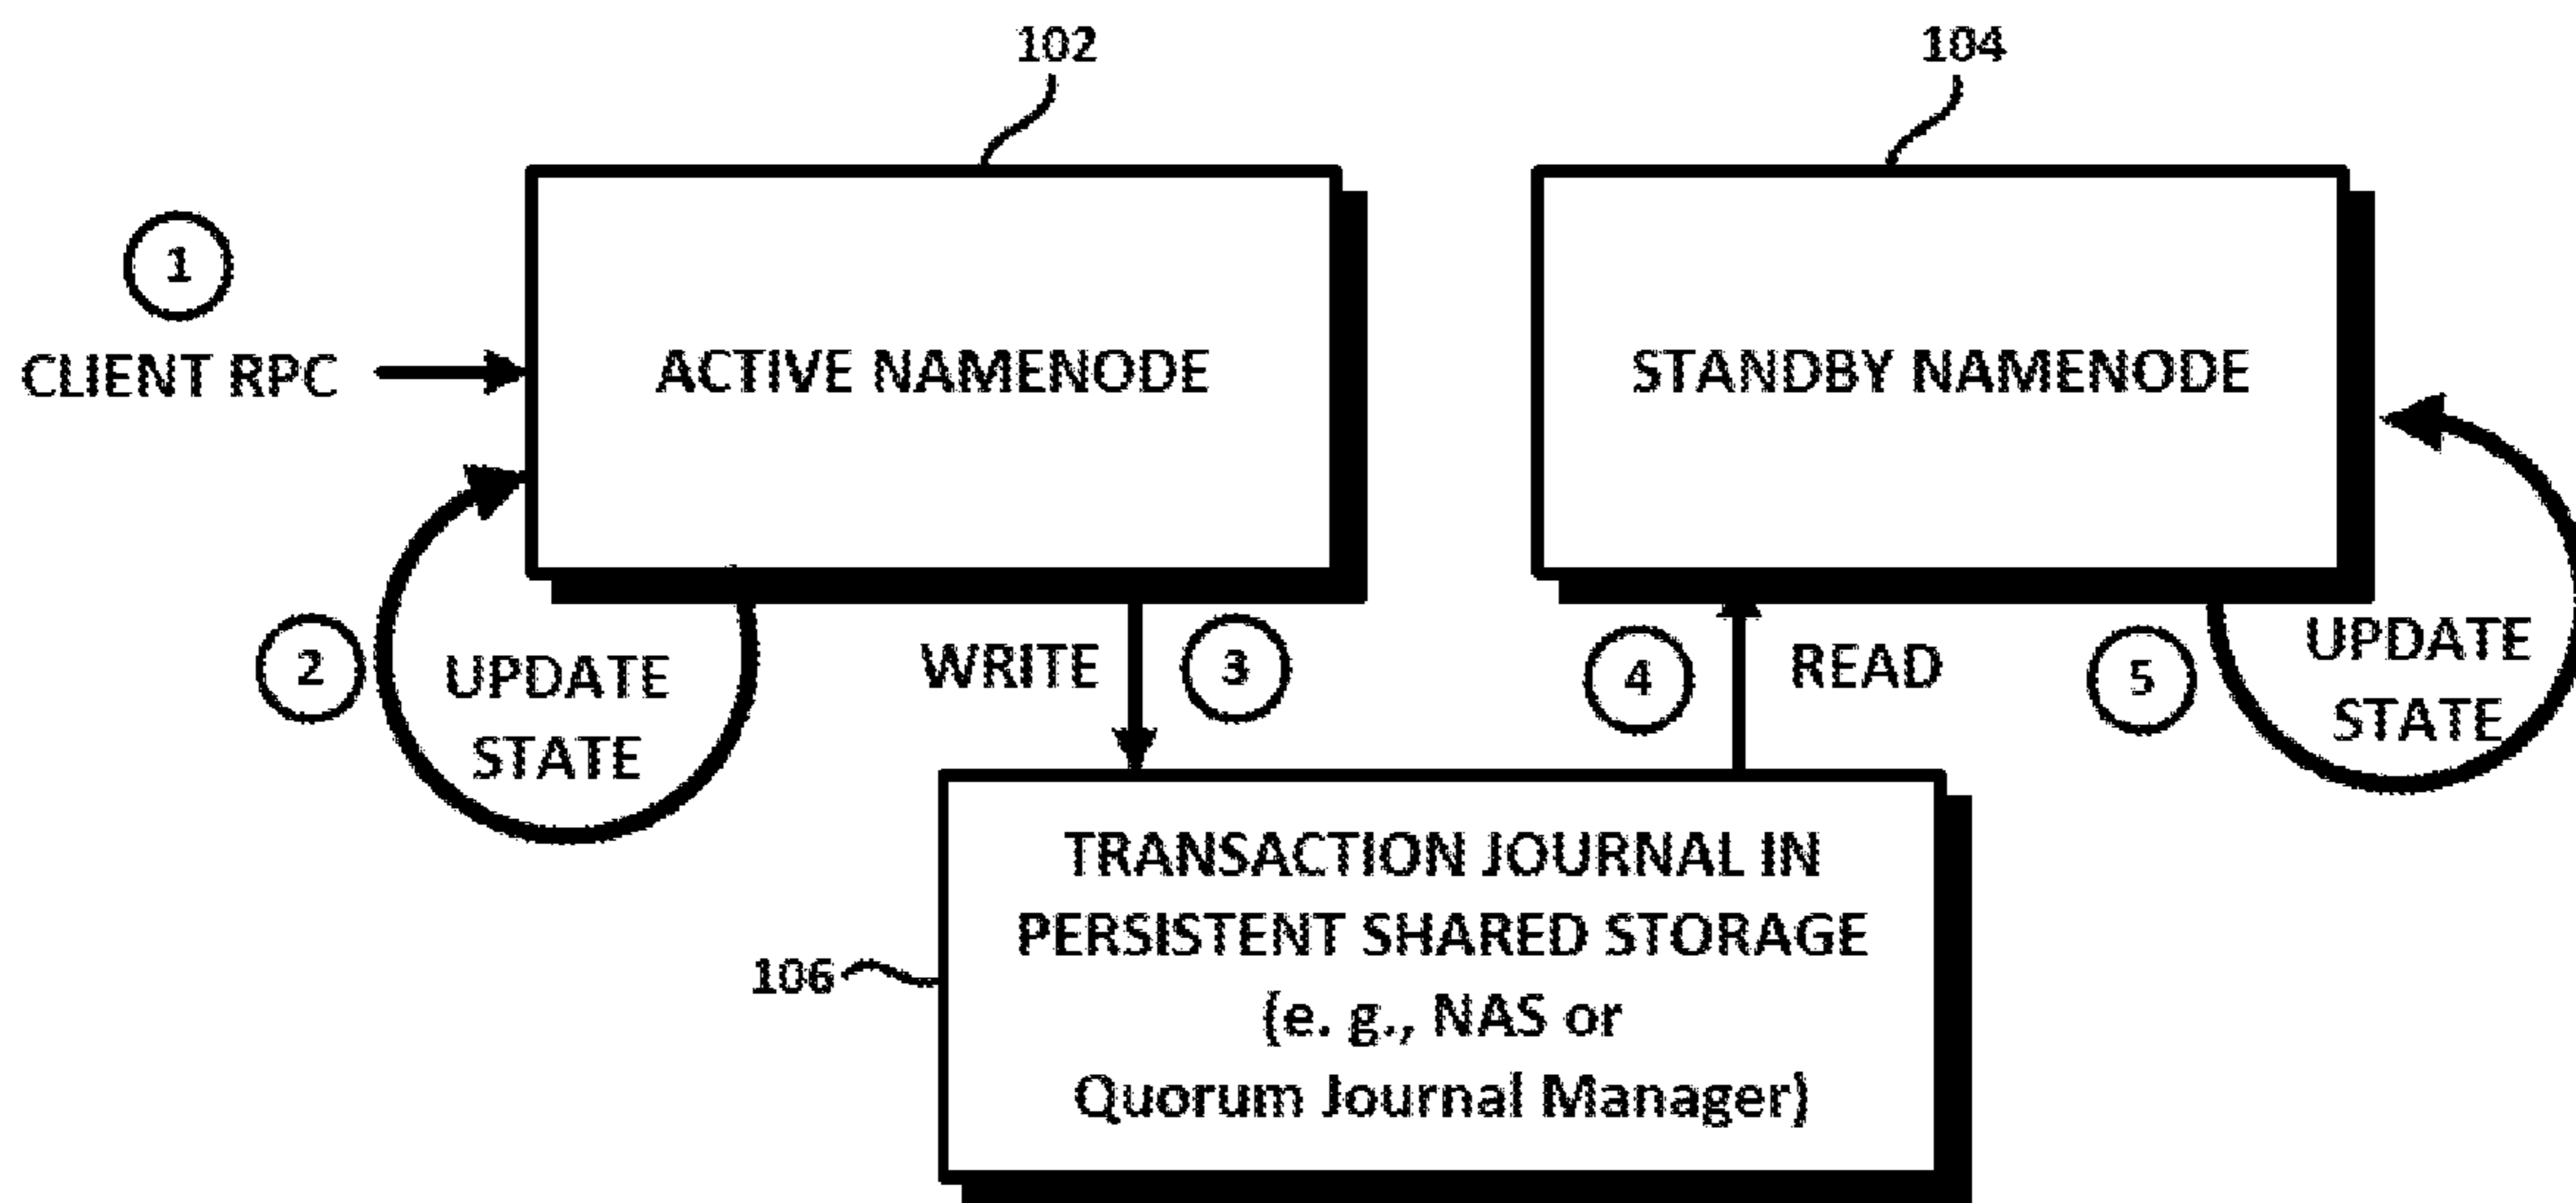 102
104
1
CLIENT RPC
ACTIVE NAMENODE
STANDBY NAMENODE
2
UPDATE
STATE
WRITE
3
4
READ
5
UPDATE
STATE
106
TRANSACTION JOURNAL IN
PERSISTENT SHARED STORAGE
(e. g., NAS or
Quorum Journal Manager)